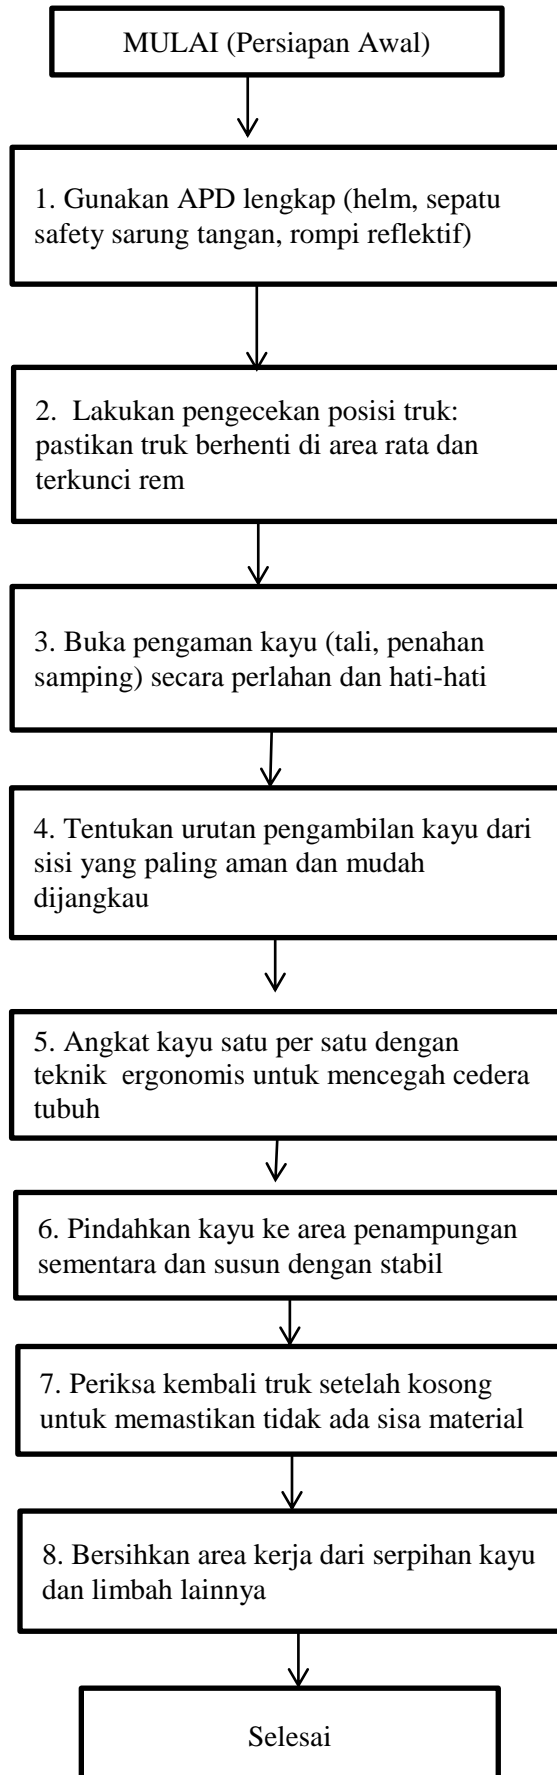 MULAI (Persiapan Awal)
1. Gunakan APD lengkap (helm, sepatu
safety sarung tangan, rompi reflektif)
2. Lakukan pengecekan posisi truk:
pastikan truk berhenti di area rata dan
terkunci rem
3. Buka pengaman kayu (tali, penahan
samping) secara perlahan dan hati-hati
4. Tentukan urutan pengambilan kayu dari
sisi yang paling aman dan mudah
dijangkau
5. Angkat kayu satu per satu dengan
teknik ergonomis untuk mencegah cedera
tubuh
6. Pindahkan kayu ke area penampungan
sementara dan susun dengan stabil
7. Periksa kembali truk setelah kosong
untuk memastikan tidak ada sisa material
8. Bersihkan area kerja dari serpihan kayu
dan limbah lainnya
Selesai